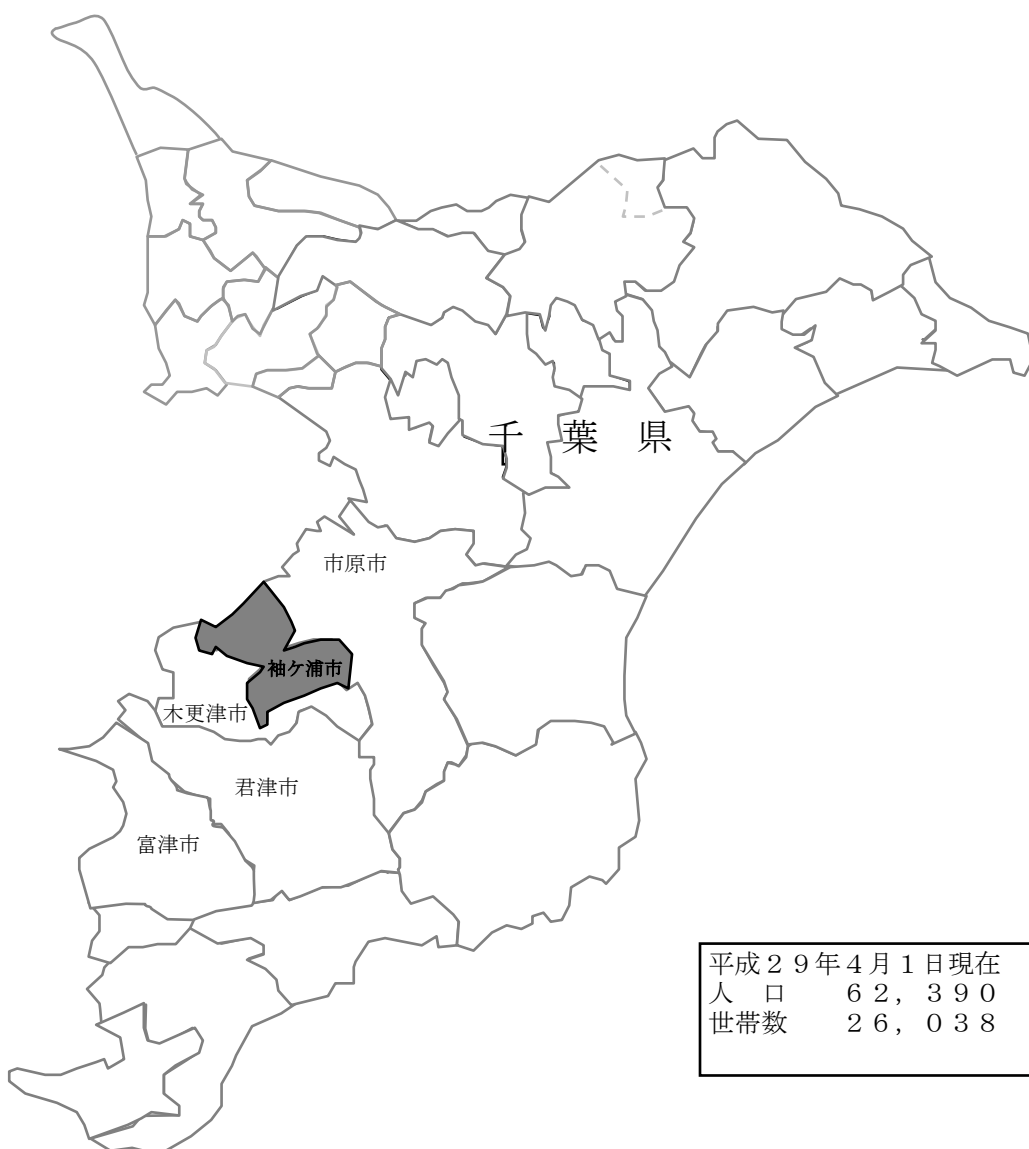 千　葉　県
市原市
袖ケ浦市
木更津市
君津市
富津市
平成２９年４月１日現在
人　口　　６２，３９０
世帯数　　２６，０３８